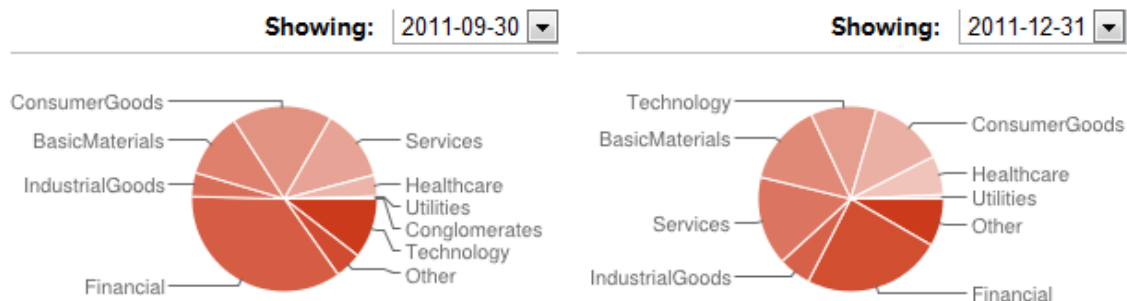 Showing: 2011-09-30
ConsumerGoods
BasicMaterials
Services
IndustrialGoods
Healthcare
Utilities
Conglomerates
Technology
Other
Financial
Showing: 2011-12-31
Technology
ConsumerGoods
BasicMaterials
Healthcare
Utilities
Services
Other
IndustrialGoods
Financial